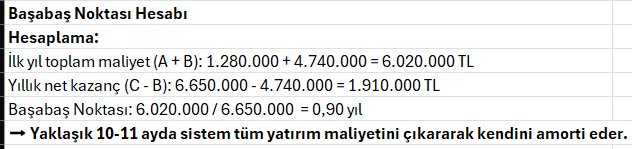 Başabaş Noktası Hesabı
Hesaplama:
İlk yıl toplam maliyet (A + B): 1.280.000 + 4.740.000 = 6.020.000 TL
Yıllık net kazanç (C - B): 6.650.000 - 4.740.000 = 1.910.000 TL
Başabaş Noktası: 6.020.000 / 6.650.000 = 0,90 yıl
→ Yaklaşık 10-11 ayda sistem tüm yatırım maliyetini çıkararak kendini amorti eder.